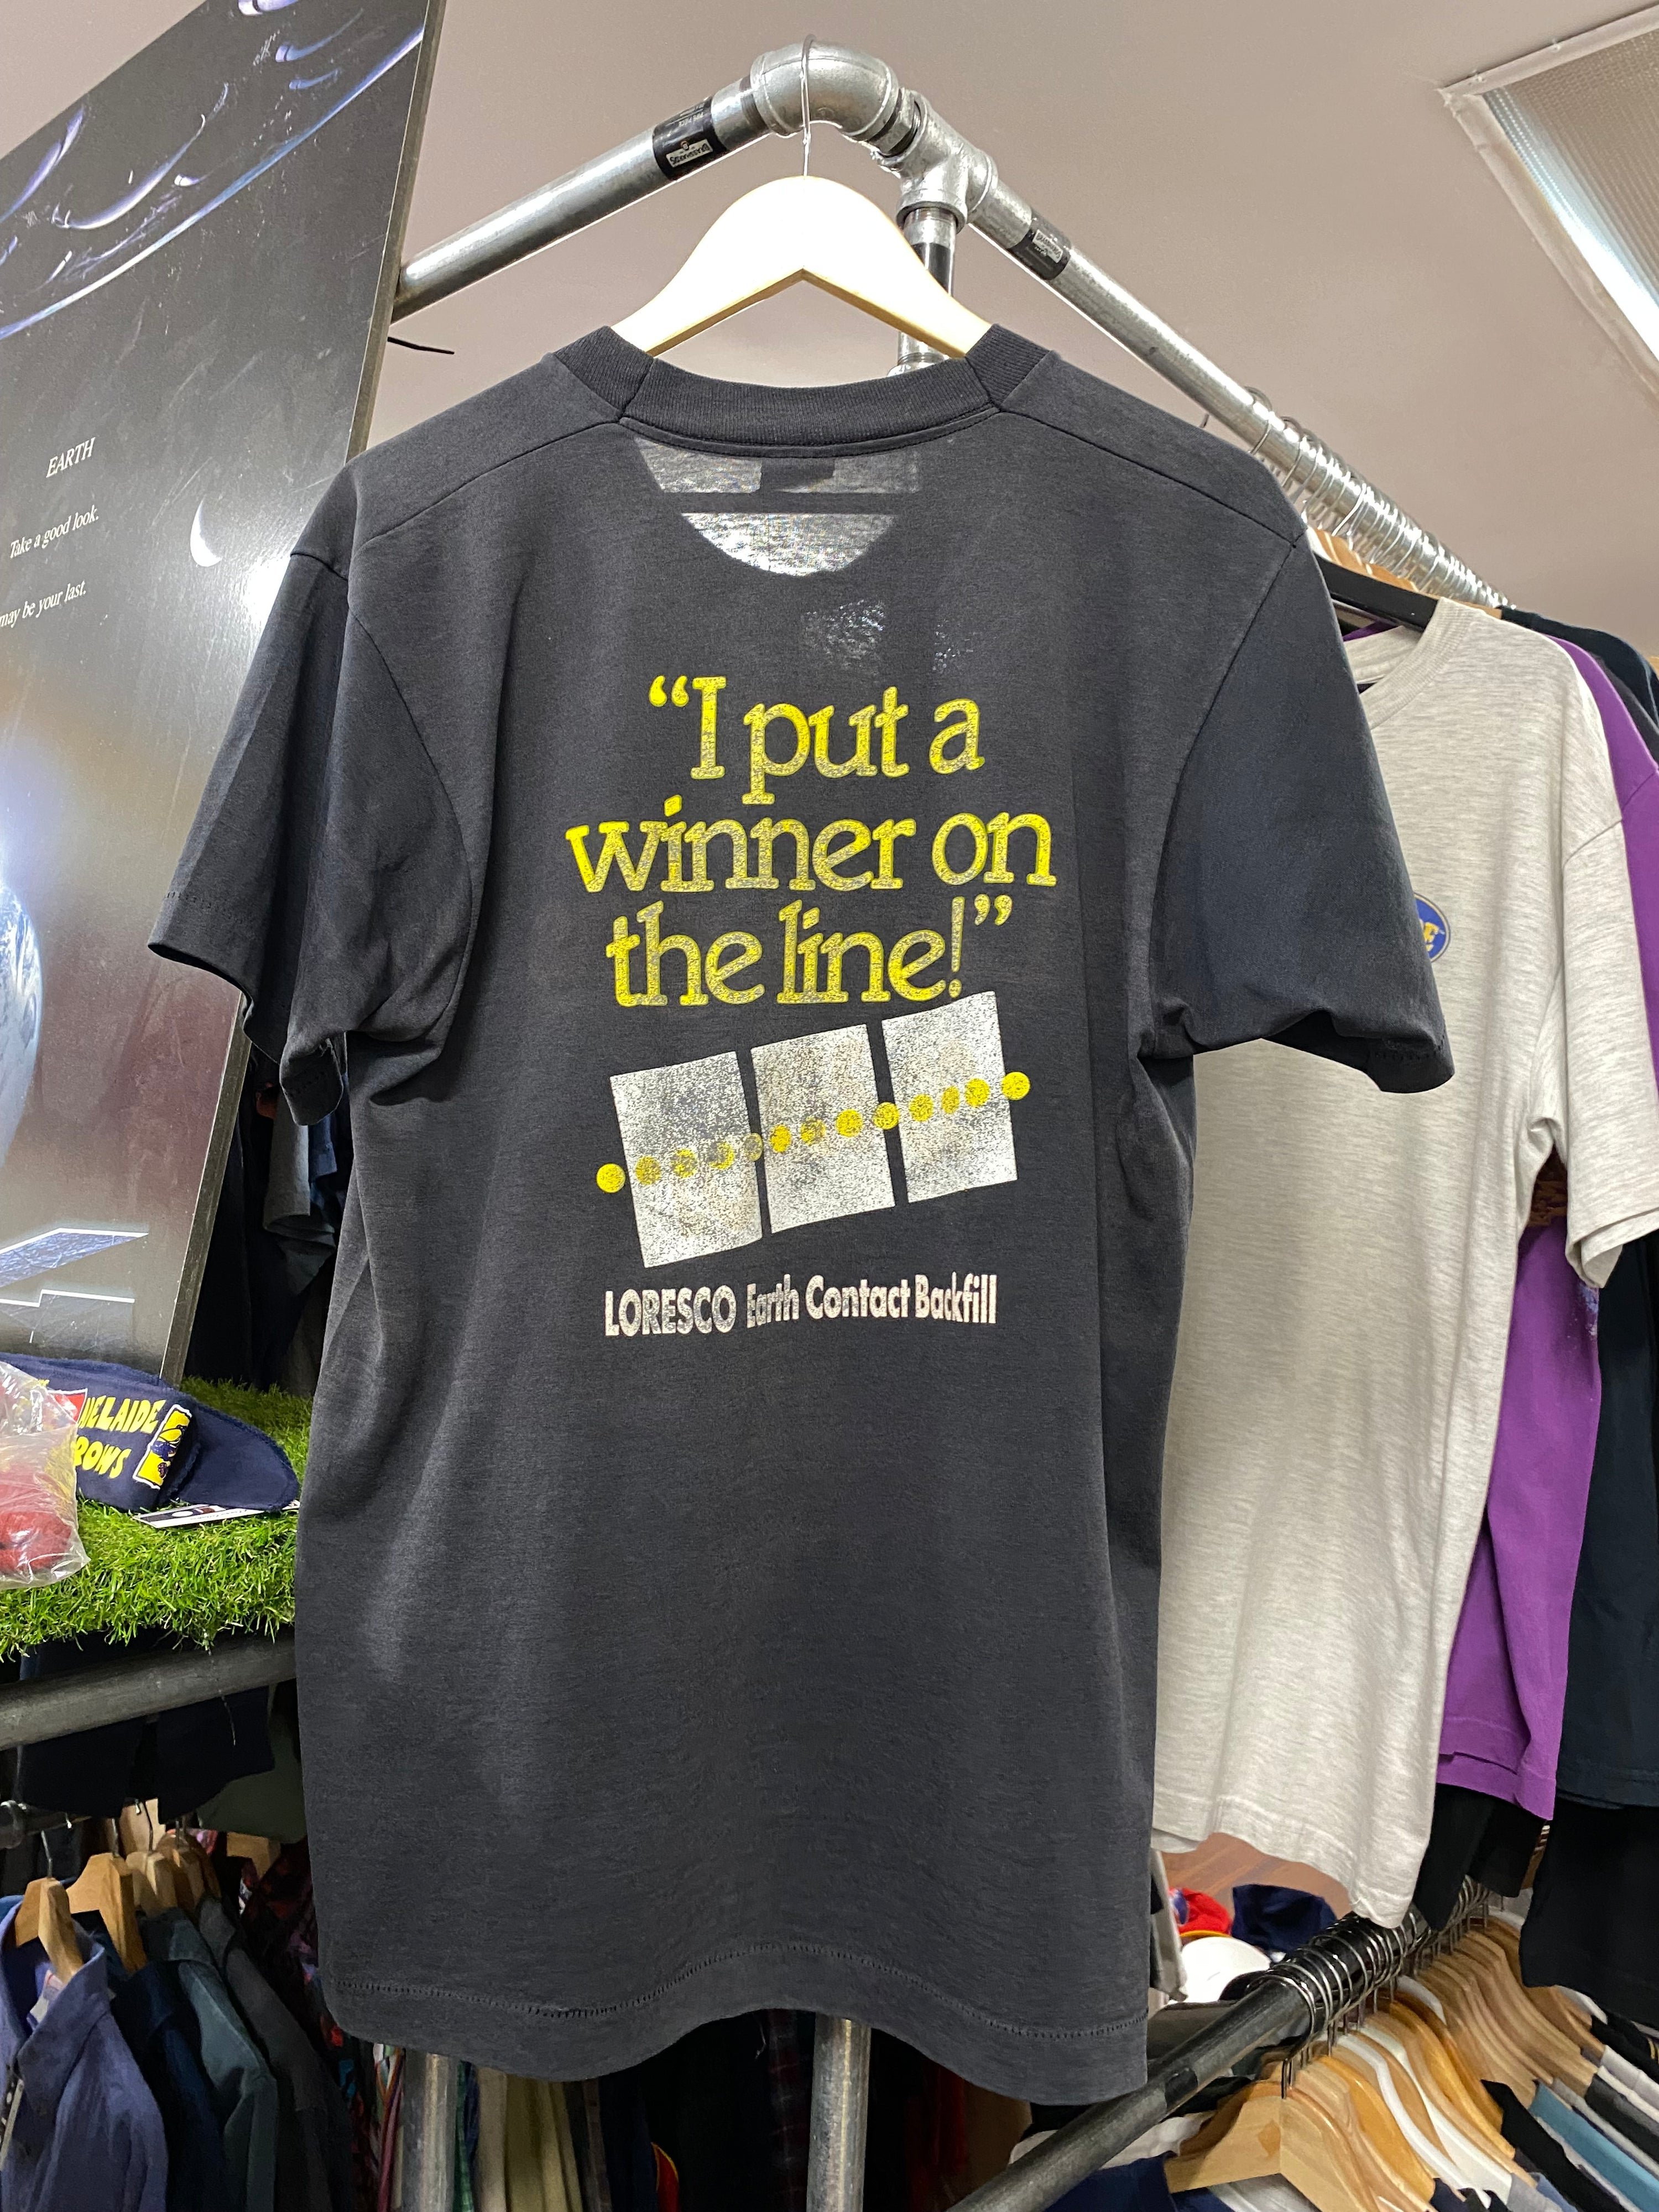 EARTH
Take a good look.
may be your last.
“I put a
winner on
the line!”
LORESCO Earth Contact Backfill